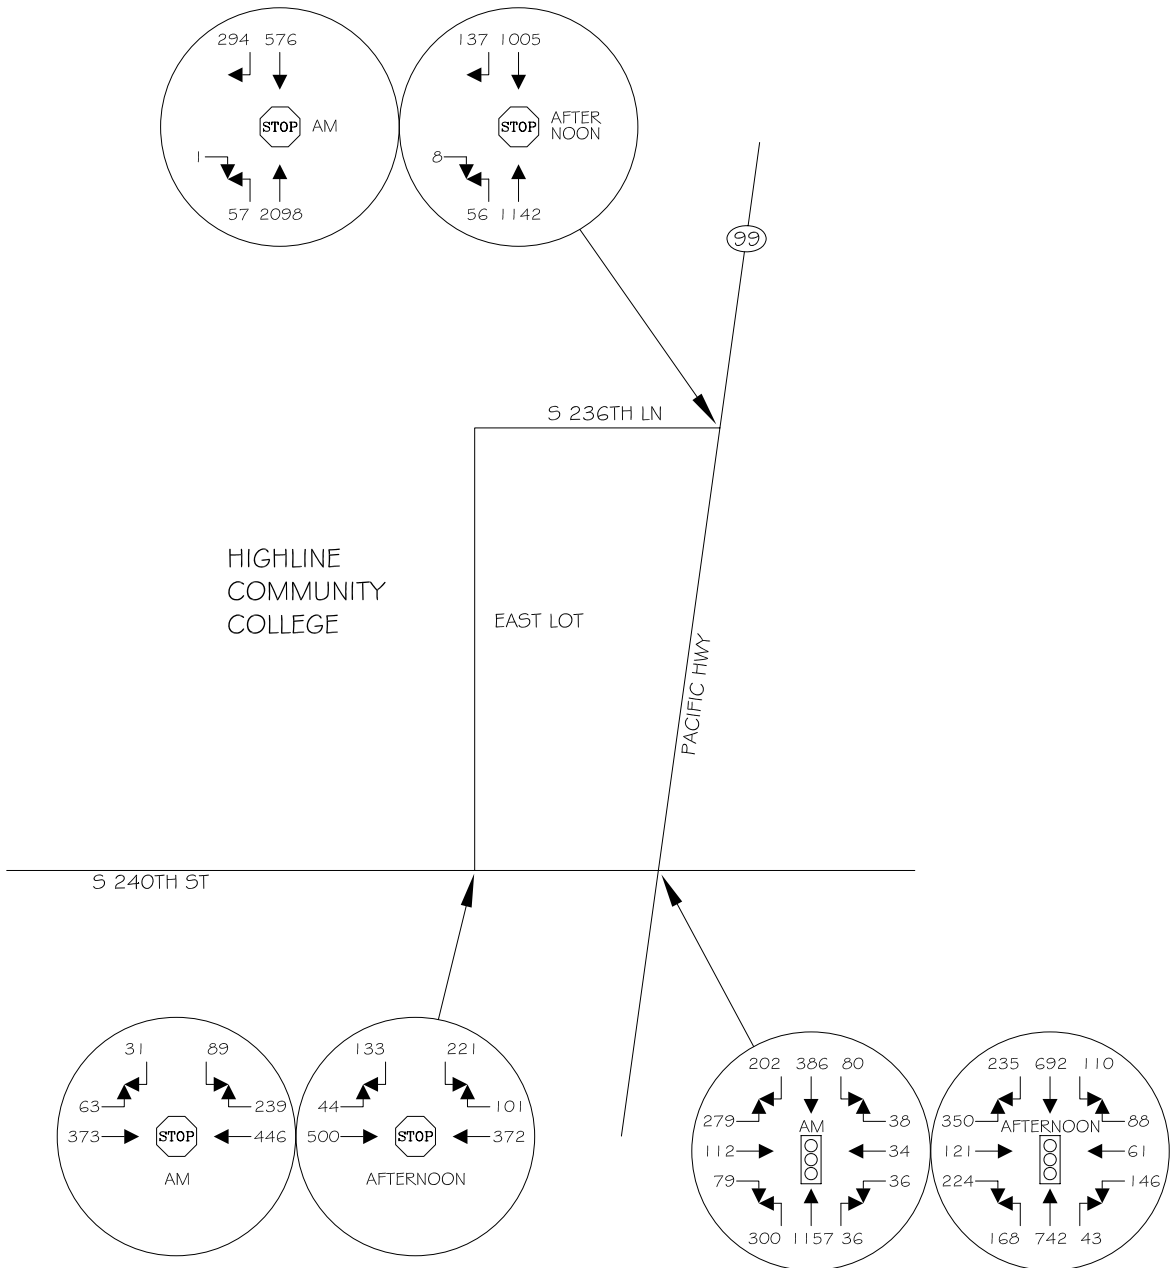 294 576
137 1005
STOP AM
STOP AFTER
NOON
1
8
57 2098
56 1142
99
S 236TH LN
HIGHLINE
COMMUNITY
COLLEGE
EAST LOT
PACIFIC HWY
S 240TH ST
31 89
63 239
373 STOP 446
AM
133 221
44 101
500 STOP 372
AFTERNOON
202 386 80
279 38
AM
112 34
79 36
300 1157 36
235 692 110
350 88
AFTERNOON
121 61
224 146
168 742 43